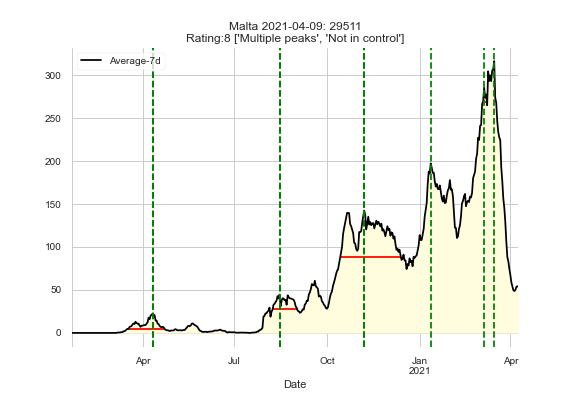 Malta 2021-04-09: 29511
Rating:8 ['Multiple peaks', 'Not in control']
Average-7d
300
250
200
150
100
50
0
Apr Jul Oct Jan Apr
2021
Date